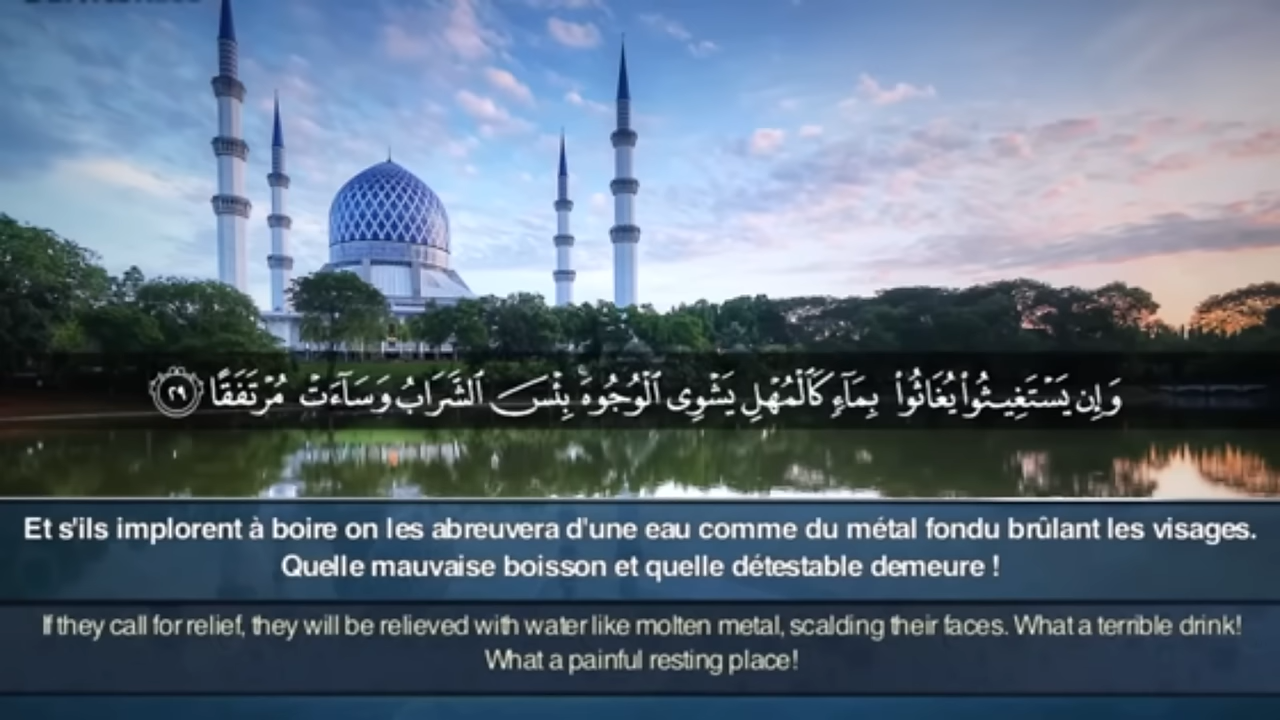 وَإِن يَسْتَغِيثُوا۟ يُغَاثُوا۟ بِمَآءٍ كَٱلْمُهْلِ يَشْوِى ٱلْوُجُوهَ ۚ بِئْسَ ٱلشَّرَابُ وَسَآءَتْ مُرْتَفَقًا ٢٩
Et s'ils implorent à boire on les abreuvera d'une eau comme du métal fondu brûlant les visages.
Quelle mauvaise boisson et quelle détestable demeure !
If they call for relief, they will be relieved with water like molten metal, scalding their faces. What a terrible drink!
What a painful resting place!